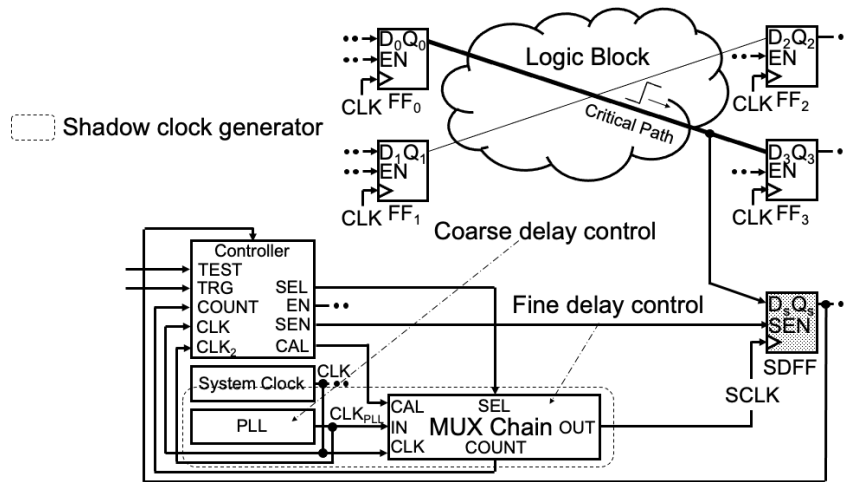 D₀Q₀
EN
CLK FF₀
Logic Block
Critical Path
D₂Q₂
EN
CLK FF₂
Shadow clock generator
D₁Q₁
EN
CLK FF₁
D₃Q₃
EN
CLK FF₃
Coarse delay control
Fine delay control
Controller
TEST
TRG
COUNT
CLK
CLK₂
SEL
EN
SEN
CAL
DₛQₛ
SEN
SDFF
SCLK
System Clock
CLK
PLL
CLKPLL
CAL
IN
CLK
SEL
MUX Chain
COUNT
OUT